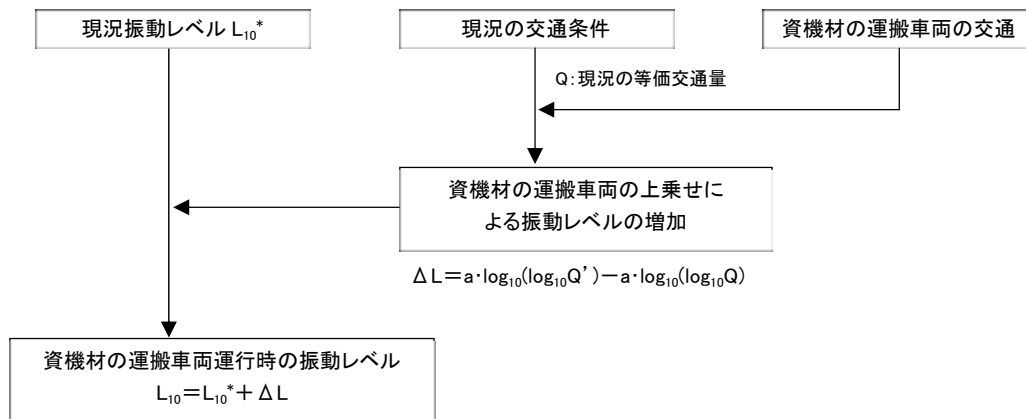 現況振動レベル L10*
現況の交通条件
資機材の運搬車両の交通
Q：現況の等価交通量
資機材の運搬車両の上乗せに
よる振動レベルの増加
ΔL＝a・log10(log10Q’)－a・log10(log10Q)
資機材の運搬車両運行時の振動レベル
L10＝L10*＋ΔL